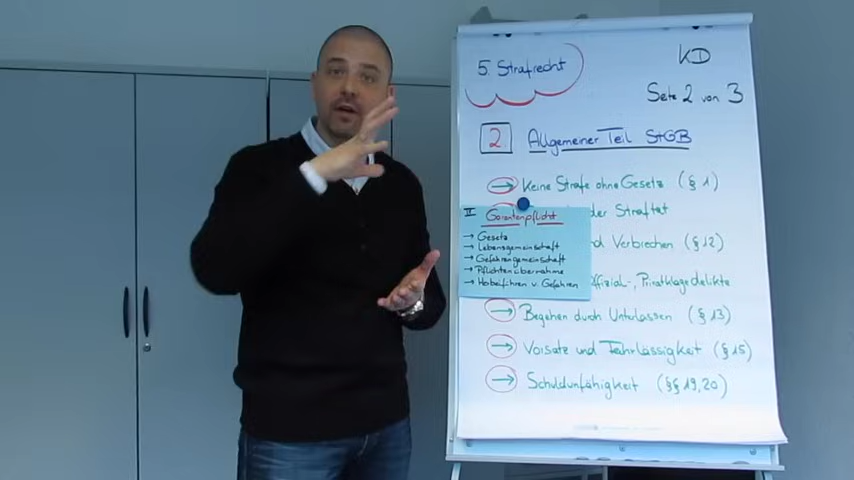 5. Strafrecht
KD
Seite 2 von 3
2 Allgemeiner Teil StGB
→ Keine Strafe ohne Gesetz (§ 1)
der Straftat
und Verbrechen (§ 12)
Offizial-, Privatklagedelikte
→ Begehen durch Unterlassen (§ 13)
→ Vorsatz und Fahrlässigkeit (§ 15)
→ Schuldunfähigkeit (§§ 19, 20)
II Garantenpflicht
→ Gesetz
→ Lebensgemeinschaft
→ Gefahrengemeinschaft
→ Pflichtenübernahme
→ Herbeiführen v. Gefahren